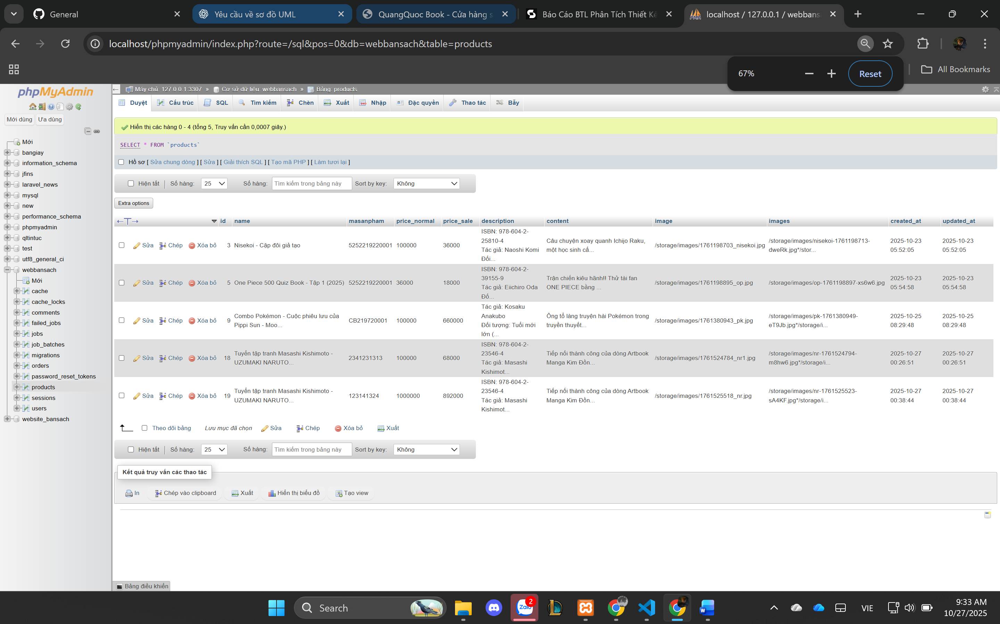 General
Yêu cầu về sơ đồ UML
QuangQuoc Book - Cửa hàng s
Báo Cáo BTL Phân Tích Thiết Kế
localhost / 127.0.0.1 / webbans
localhost/phpmyadmin/index.php?route=/sql&pos=0&db=webbansach&table=products
67%
Reset
All Bookmarks
phpMyAdmin
Mới dùng
Ưa dùng
Mới
bangiay
information_schema
jfins
laravel_news
mysql
new
performance_schema
phpmyadmin
qltintuc
test
utf8_general_ci
webbansach
Mới
cache
cache_locks
comments
failed_jobs
jobs
job_batches
migrations
orders
password_reset_tokens
products
sessions
users
website_bansach
Máy chủ: 127.0.0.1:3307 » Cơ sở dữ liệu: webbansach » Bảng: products
Duyệt Cấu trúc SQL Tìm kiếm Chèn Xuất Nhập Đặc quyền Thao tác Bẫy
Hiển thị các hàng 0 - 4 (tổng 5, Truy vấn cần 0,0007 giây.)
SELECT * FROM `products`
Hồ sơ [ Sửa chung dòng ] [ Sửa ] [ Giải thích SQL ] [ Tạo mã PHP ] [ Làm tươi lại ]
Hiện tất | Số hàng: 25 Số hàng: Tìm kiếm trong bảng này Sort by key: Không
Extra options
id name masanpham price_normal price_sale description content image images created_at updated_at
Sửa Chép Xóa bỏ 3 Nisekoi - Cặp đôi giả tạo 5252219220001 100000 36000
ISBN: 978-604-2-
25810-4
Tác giả: Naoshi Komi
Đối...
Câu chuyện xoay quanh Ichijo Raku,
một học sinh cấ...
/storage/images/1761198703_nisekoi.jpg
/storage/images/nisekoi-1761198713-
dweRk.jpg*/stor...
2025-10-23
05:52:05
2025-10-23
05:52:05
Sửa Chép Xóa bỏ 5 One Piece 500 Quiz Book - Tập 1 (2025) 5252219220001 36000 18000
ISBN: 978-604-2-
39155-9
Tác giả: Eiichiro Oda
Đố...
Trận chiến kiêu hãnh!! Thử tài fan
ONE PIECE bằng ...
/storage/images/1761198895_op.jpg
/storage/images/op-1761198897-xs6w6.jpg
2025-10-23
05:54:58
2025-10-23
05:54:58
Sửa Chép Xóa bỏ 9
Combo Pokémon - Cuộc phiêu lưu của
Pippi Sun - Moo...
CB219720001 100000 660000
Tác giả: Kosaku
Anakubo
Đối tượng: Tuổi mới
lớn (...
Ông tổ làng truyện hài Pokémon trong
truyền thuyết...
/storage/images/1761380943_pk.jpg
/storage/images/pk-1761380949-
eT9Jb.jpg*/storage/i...
2025-10-25
08:29:48
2025-10-25
08:29:48
Sửa Chép Xóa bỏ 18
Tuyển tập tranh Masashi Kishimoto -
UZUMAKI NARUTO...
2341231313 100000 68000
ISBN: 978-604-2-
23546-4
Tác giả: Masashi
Kishimot...
Tiếp nối thành công của dòng Artbook
Manga Kim Đồn...
/storage/images/1761524784_nr1.jpg
/storage/images/nr-1761524794-
m8hw6.jpg*/storage/i...
2025-10-27
00:26:51
2025-10-27
00:26:51
Sửa Chép Xóa bỏ 19
Tuyển tập tranh Masashi Kishimoto -
UZUMAKI NARUTO...
123141324 1000000 892000
ISBN: 978-604-2-
23546-4
Tác giả: Masashi
Kishimot...
Tiếp nối thành công của dòng Artbook
Manga Kim Đồn...
/storage/images/1761525518_nr.jpg
/storage/images/nr-1761525523-
sA4KF.jpg*/storage/i...
2025-10-27
00:38:44
2025-10-27
00:38:44
Theo dõi bảng Lưu mục đã chọn Sửa Chép Xóa bỏ Xuất
Hiện tất | Số hàng: 25 Số hàng: Tìm kiếm trong bảng này Sort by key: Không
Kết quả truy vấn các thao tác
In Chép vào clipboard Xuất Hiển thị biểu đồ Tạo view
Bảng điều khiển
Search
Zalo
2
VIE
9:33 AM
10/27/2025